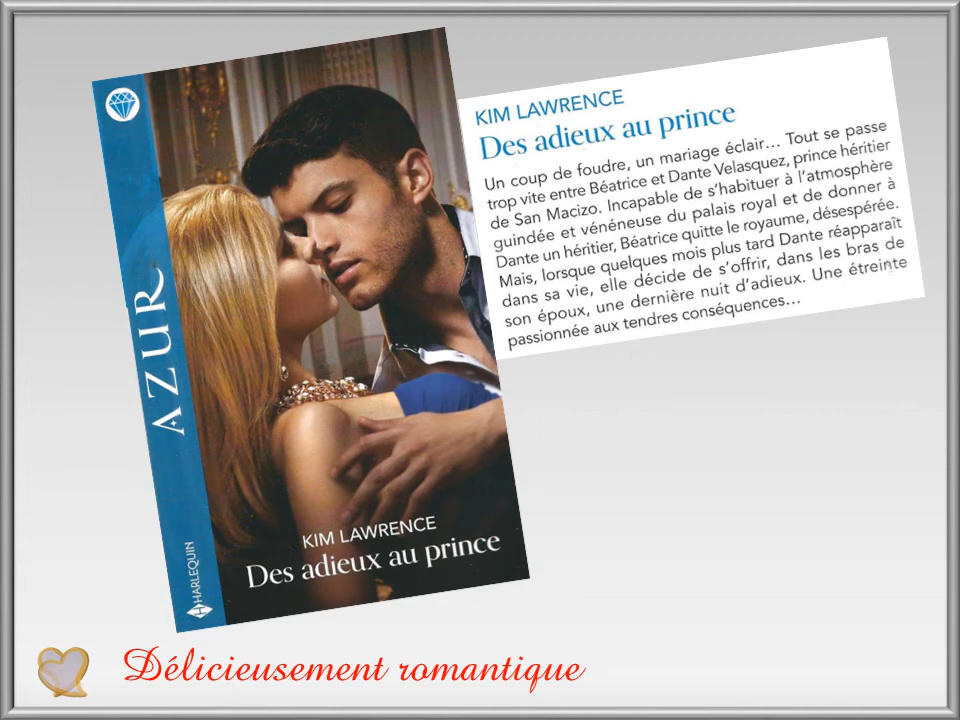 AZUR
HARLEQUIN
KIM LAWRENCE
Des adieux au prince
KIM LAWRENCE
Des adieux au prince
Un coup de foudre, un mariage éclair… Tout se passe
trop vite entre Béatrice et Dante Velasquez, prince héritier
de San Macizo. Incapable de s'habituer à l'atmosphère
guindée et vénéneuse du palais royal et de donner à
Dante un héritier, Béatrice quitte le royaume, désespérée.
Mais, lorsque quelques mois plus tard Dante réapparaît
dans sa vie, elle décide de s'offrir, dans les bras de
son époux, une dernière nuit d'adieux. Une étreinte
passionnée aux tendres conséquences…
Délicieusement romantique